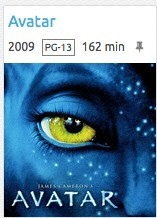 Avatar
2009 PG-13 162 min
JAMES CAMERON'S
AVATAR